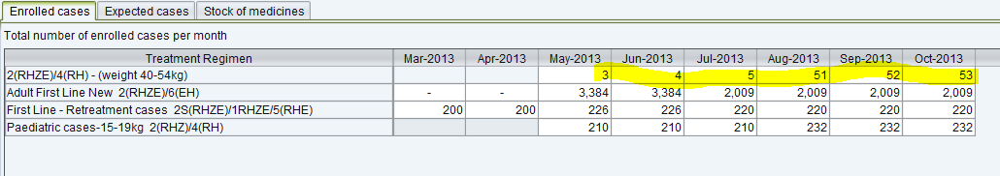 Enrolled cases Expected cases Stock of medicines
Total number of enrolled cases per month
Treatment Regimen Mar-2013 Apr-2013 May-2013 Jun-2013 Jul-2013 Aug-2013 Sep-2013 Oct-2013
2(RHZE)/4(RH) - (weight 40-54kg) 3 4 5 51 52 53
Adult First Line New 2(RHZE)/6(EH) - - 3,384 3,384 2,009 2,009 2,009 2,009
First Line - Retreatment cases 2S(RHZE)/1RHZE/5(RHE) 200 200 226 226 220 220 220 220
Paediatric cases-15-19kg 2(RHZ)/4(RH) 210 210 210 232 232 232